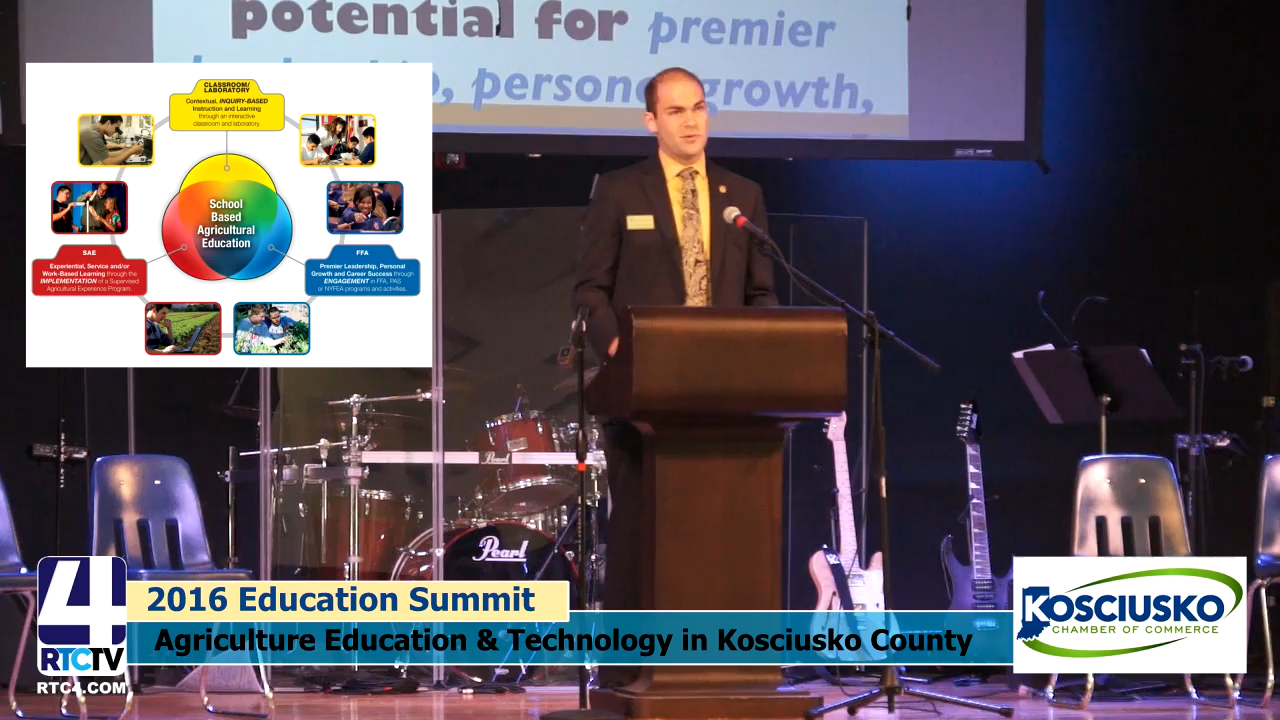 potential for premier
personal growth,
CLASSROOM/
LABORATORY
Contextual, INQUIRY-BASED
Instruction and Learning
through an interactive
classroom and laboratory.
School
Based
Agricultural
Education
SAE
Experiential, Service and/or
Work-Based Learning through the
IMPLEMENTATION of a Supervised
Agricultural Experience Program.
FFA
Premier Leadership, Personal
Growth and Career Success through
ENGAGEMENT in FFA, PAS
or NYFEA programs and activities.
Pearl
Pearl
4
RTCTV
RTC4.COM
2016 Education Summit
Agriculture Education & Technology in Kosciusko County
KOSCIUSKO
CHAMBER OF COMMERCE